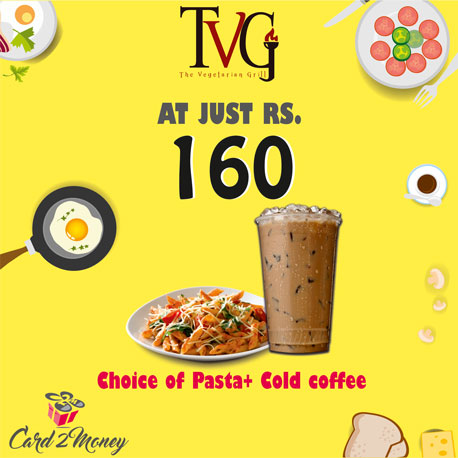 TVG
The Vegetarian Grill
AT JUST RS.
160
Choice of Pasta+ Cold coffee
Card2Money